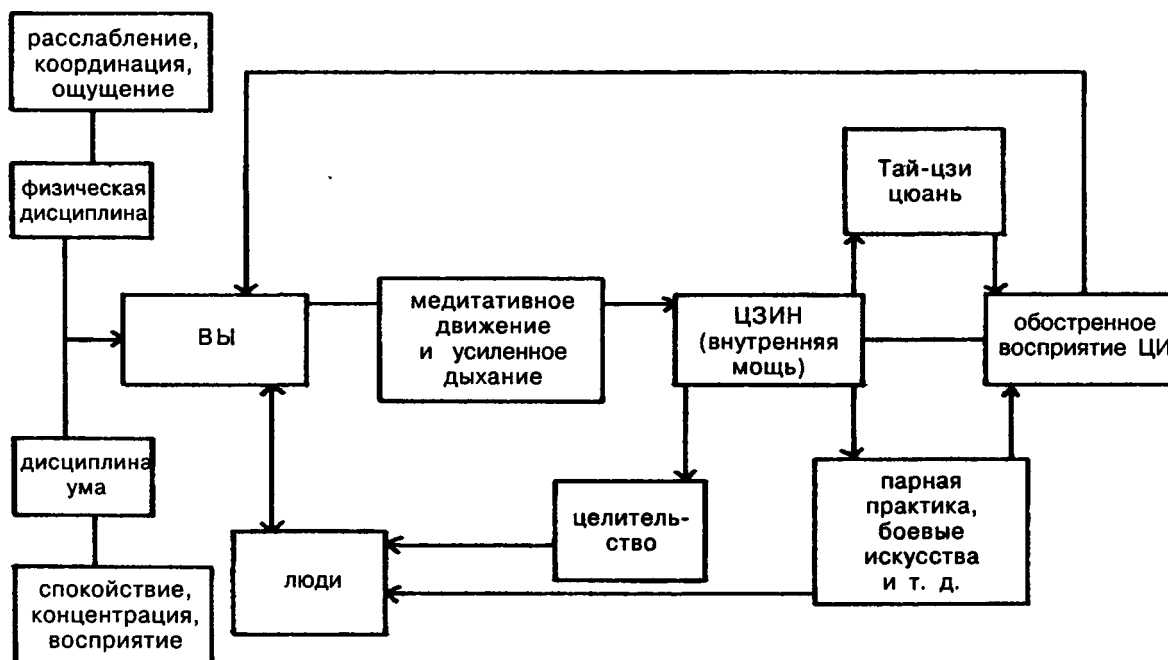 расслабление,
координация,
ощущение
физическая
дисциплина
ВЫ
медитативное
движение
и усиленное
дыхание
ЦЗИН
(внутренняя
мощь)
Тай-цзи
цюань
обостренное
восприятие ЦИ
дисциплина
ума
спокойствие,
концентрация,
восприятие
люди
целитель-
ство
парная
практика,
боевые
искусства
и т. д.